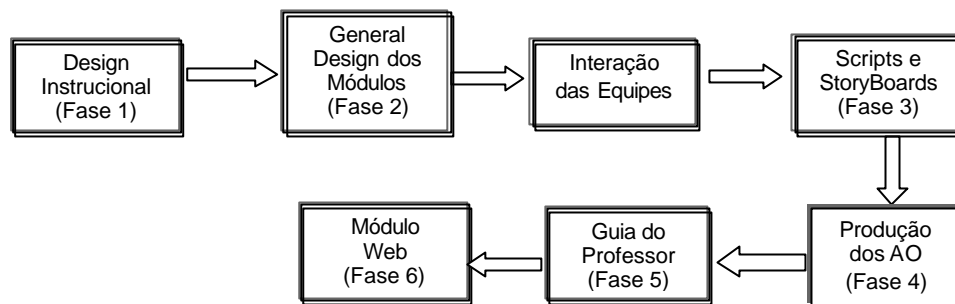 Design
Instrucional
(Fase 1)
General
Design dos
Módulos
(Fase 2)
Interação
das Equipes
Scripts e
StoryBoards
(Fase 3)
Produção
dos AO
(Fase 4)
Guia do
Professor
(Fase 5)
Módulo
Web
(Fase 6)